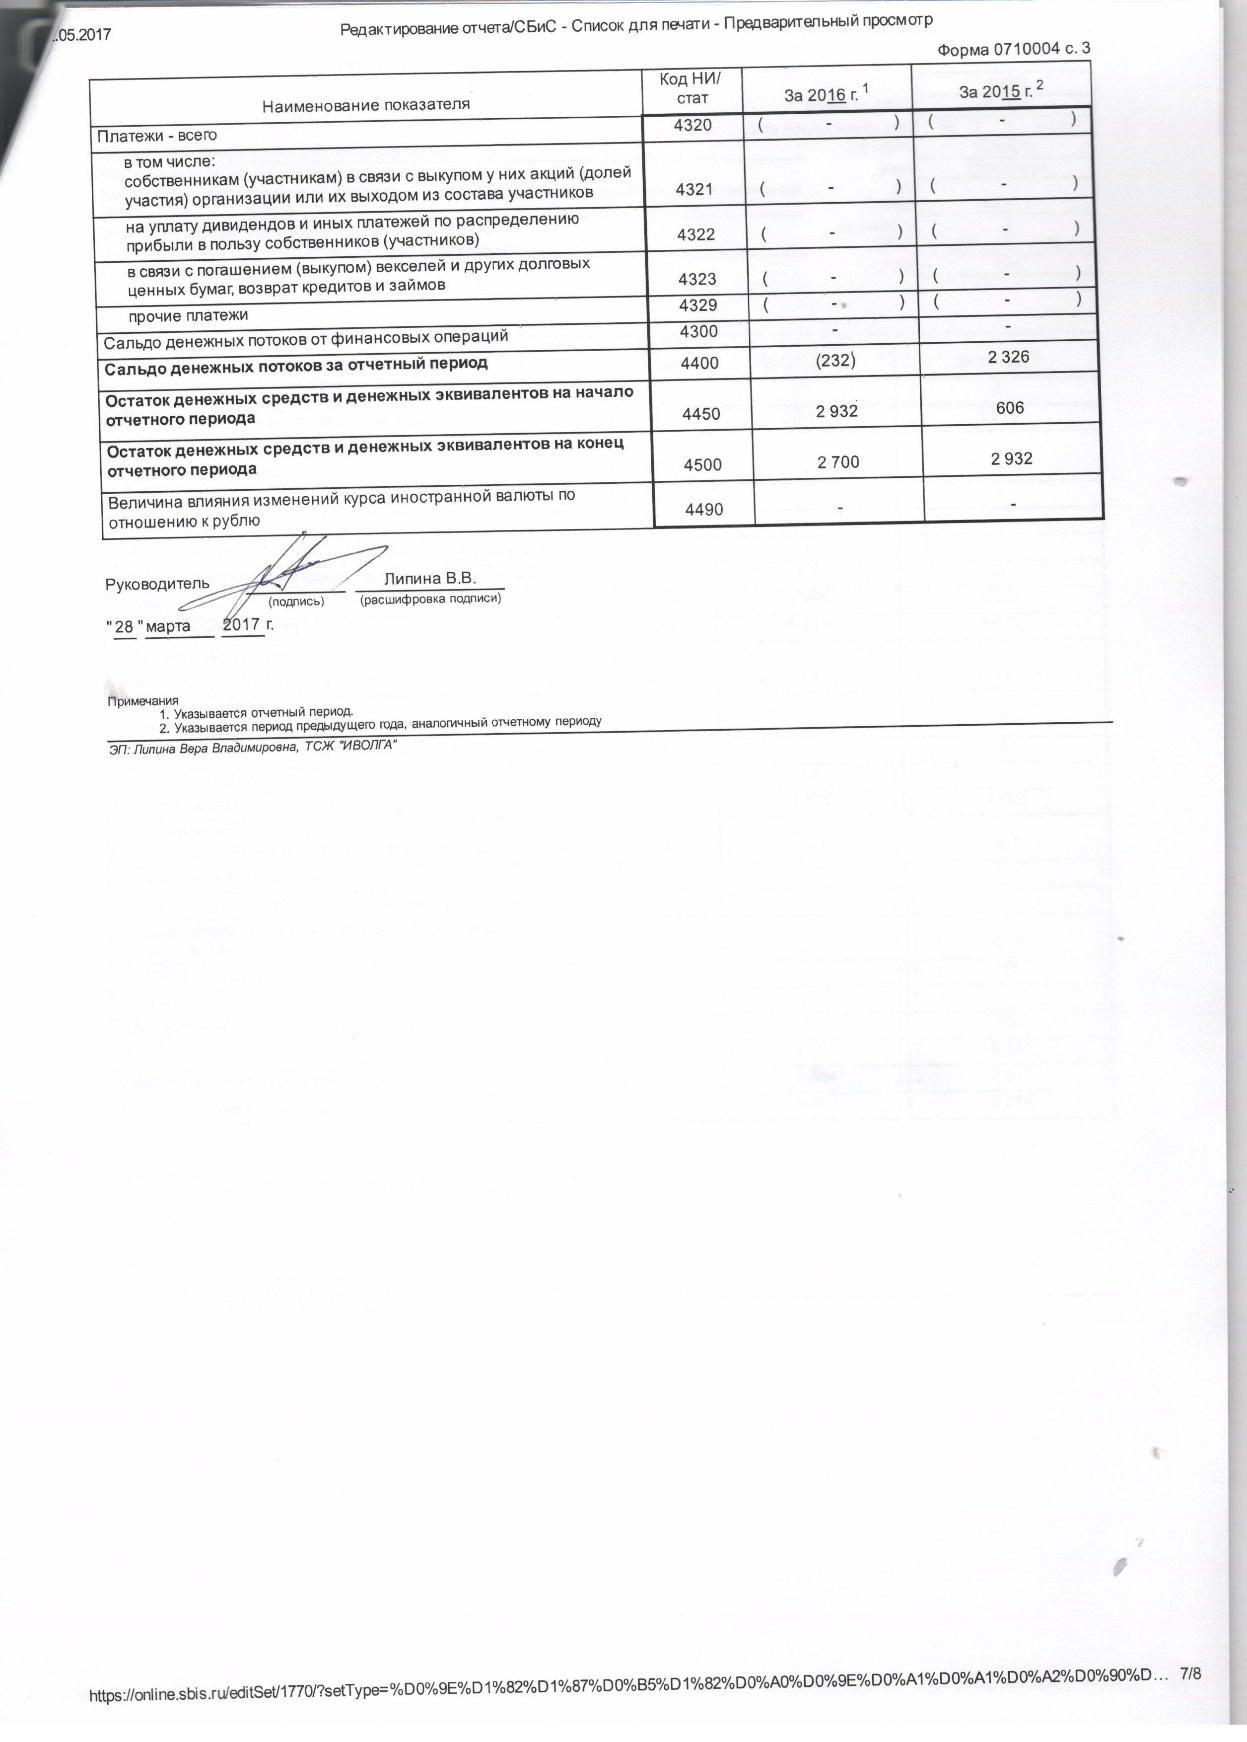 .05.2017
Редактирование отчета/СБиС - Список для печати - Предварительный просмотр
Форма 0710004 с. 3
Наименование показателя
Код НИ/
стат
За 2016 г. 1
За 2015 г. 2
Платежи - всего 4320 ( - ) ( - )
в том числе:
собственникам (участникам) в связи с выкупом у них акций (долей
участия) организации или их выходом из состава участников 4321 ( - ) ( - )
на уплату дивидендов и иных платежей по распределению
прибыли в пользу собственников (участников) 4322 ( - ) ( - )
в связи с погашением (выкупом) векселей и других долговых
ценных бумаг, возврат кредитов и займов 4323 ( - ) ( - )
прочие платежи 4329 ( - ) ( - )
Сальдо денежных потоков от финансовых операций 4300 - -
Сальдо денежных потоков за отчетный период 4400 (232) 2 326
Остаток денежных средств и денежных эквивалентов на начало
отчетного периода 4450 2 932 606
Остаток денежных средств и денежных эквивалентов на конец
отчетного периода 4500 2 700 2 932
Величина влияния изменений курса иностранной валюты по
отношению к рублю 4490 - -
Руководитель Липина В.В.
(подпись) (расшифровка подписи)
"28" марта 2017 г.
Примечания
1. Указывается отчетный период.
2. Указывается период предыдущего года, аналогичный отчетному периоду
ЭП: Липина Вера Владимировна, ТСЖ "ИВОЛГА"
https://online.sbis.ru/editSet/1770/?setType=%D0%9E%D1%82%D1%87%D0%B5%D1%82%D0%A0%D0%9E%D0%A1%D0%A1%D0%A2%D0%90%D... 7/8